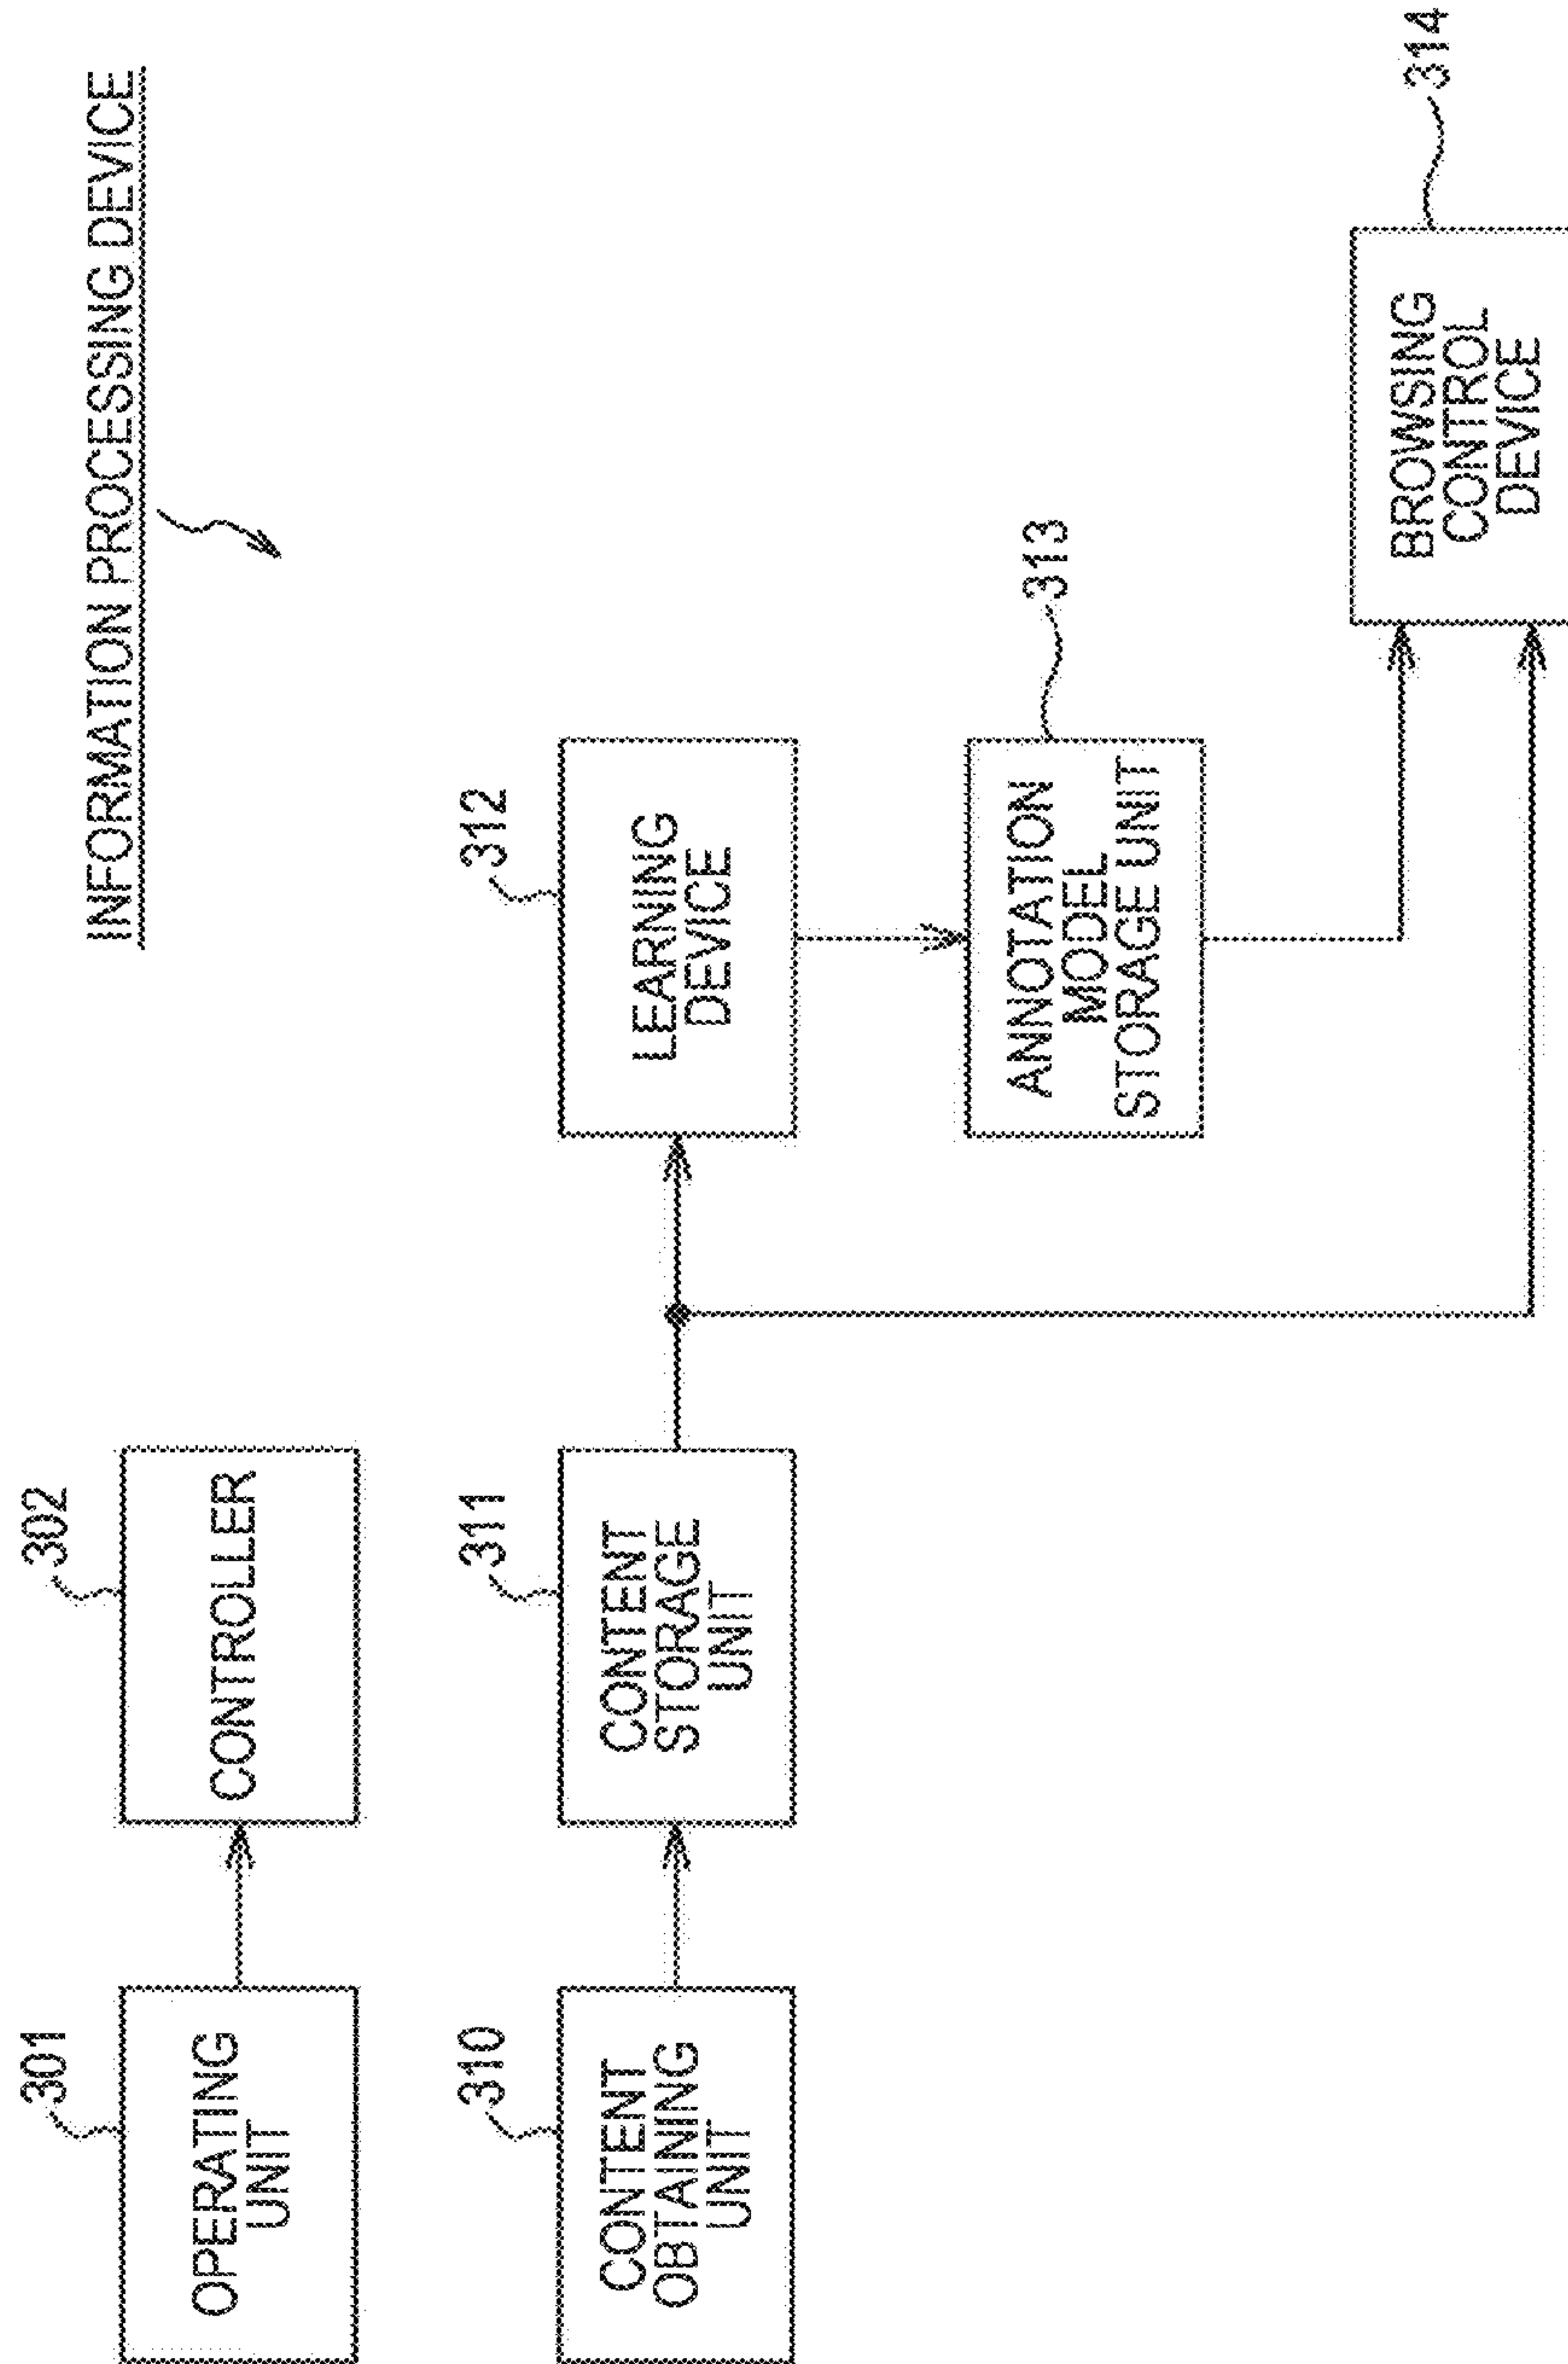 INFORMATION PROCESSING DEVICE
301
OPERATING
UNIT
302
CONTROLLER
310
CONTENT
OBTAINING
UNIT
311
CONTENT
STORAGE
UNIT
312
LEARNING
DEVICE
313
ANNOTATION
MODEL
STORAGE UNIT
314
BROWSING
CONTROL
DEVICE